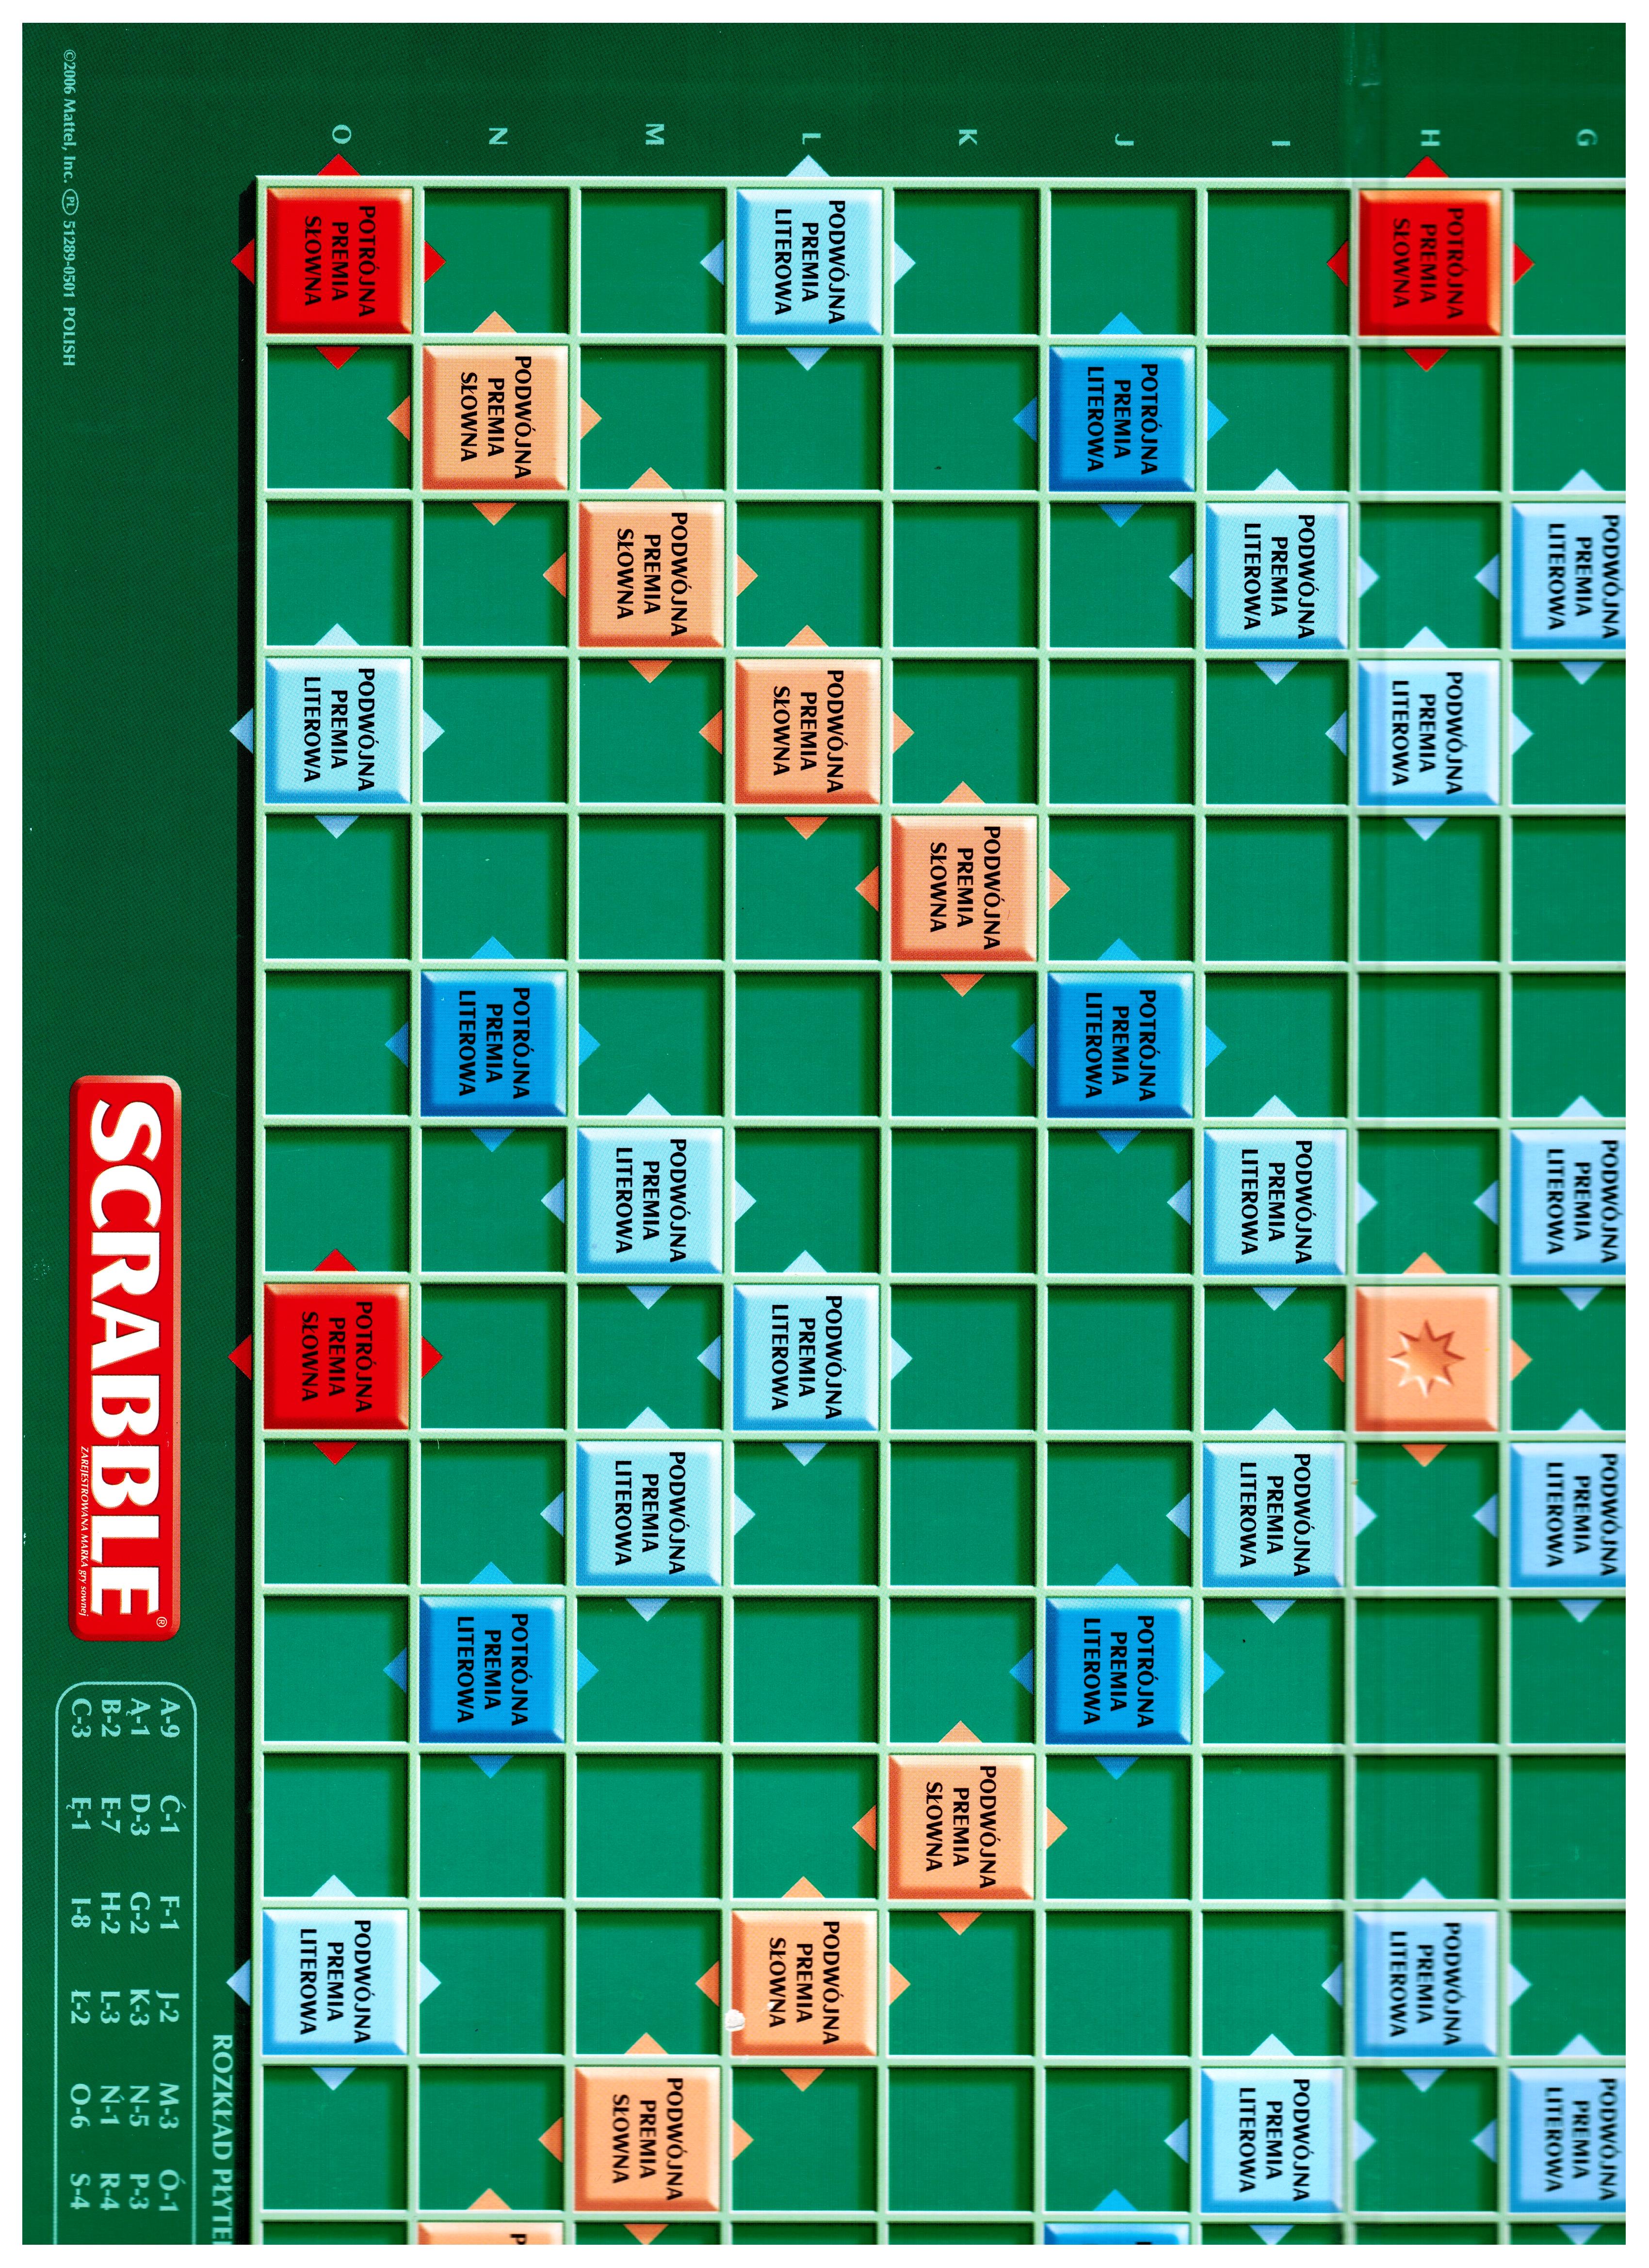 G
PODWÓJNA PODWÓJNA PODWÓJNA PODWÓJNA
PREMIA PREMIA PREMIA PREMIA
LITEROWA LITEROWA LITEROWA LITEROWA
H
POTRÓJNA PODWÓJNA PODWÓJNA
PREMIA PREMIA PREMIA
SŁOWNA LITEROWA LITEROWA
I
PODWÓJNA PODWÓJNA PODWÓJNA PODWÓJNA
PREMIA PREMIA PREMIA PREMIA
LITEROWA LITEROWA LITEROWA LITEROWA
J
POTRÓJNA POTRÓJNA POTRÓJNA
PREMIA PREMIA PREMIA
LITEROWA LITEROWA LITEROWA
K
PODWÓJNA PODWÓJNA
PREMIA PREMIA
SŁOWNA SŁOWNA
L
PODWÓJNA PODWÓJNA PODWÓJNA PODWÓJNA
PREMIA PREMIA PREMIA PREMIA
LITEROWA SŁOWNA LITEROWA SŁOWNA
M
PODWÓJNA PODWÓJNA PODWÓJNA PODWÓJNA
PREMIA PREMIA PREMIA PREMIA
SŁOWNA LITEROWA LITEROWA SŁOWNA
N
PODWÓJNA POTRÓJNA POTRÓJNA
PREMIA PREMIA PREMIA
SŁOWNA LITEROWA LITEROWA
O
POTRÓJNA PODWÓJNA POTRÓJNA PODWÓJNA
PREMIA PREMIA PREMIA PREMIA
SŁOWNA LITEROWA SŁOWNA LITEROWA
ROZKŁAD PŁYTE
A-9 Ć-1 F-1 J-2 M-3 Ó-1
Ą-1 D-3 G-2 K-3 N-5 P-3
B-2 E-7 H-2 L-3 Ń-1 R-4
C-3 Ę-1 I-8 Ł-2 O-6 S-4
SCRABBLE®
ZAREJESTROWANA MARKA gry sownej
©2006 Mattel, Inc. PL 51289-0501 POLISH